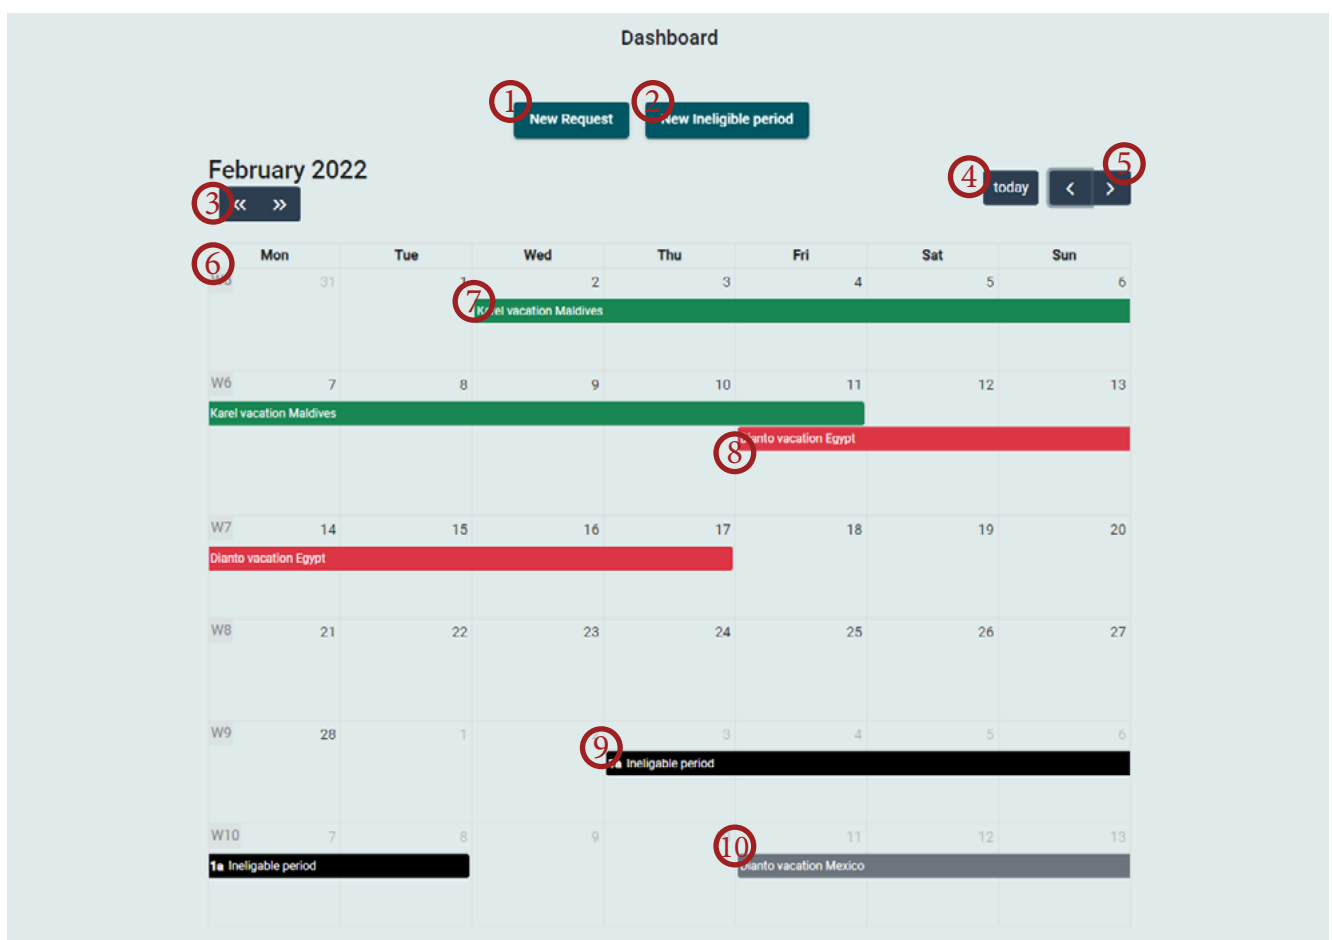 Dashboard
1 2
New Request New Ineligible period
February 2022
5
4
3 « » today < >
6 Mon Tue Wed Thu Fri Sat Sun
W5 31 1 2 3 4 5 6
7 Karel vacation Maldives
W6 7 8 9 10 11 12 13
Karel vacation Maldives
8 Dianto vacation Egypt
W7 14 15 16 17 18 19 20
Dianto vacation Egypt
W8 21 22 23 24 25 26 27
W9 28 1 3 4 5 6
9 1a Ineligable period
W10 7 8 9 11 12 13
10
1a Ineligable period Dianto vacation Mexico